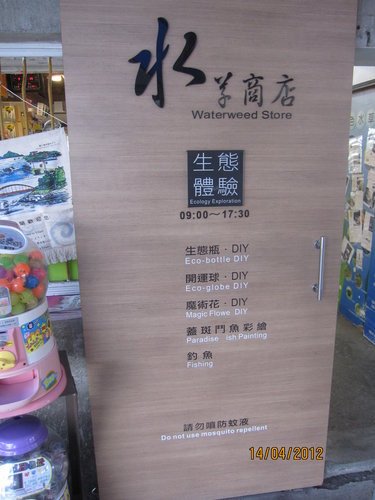 水草商店
Waterweed Store
生態
體驗
Ecology Exploration
09:00～17:30
生態瓶‧DIY
Eco-bottle DIY
開運球‧DIY
Eco-globe DIY
魔術花‧DIY
Magic Flowe DIY
蓋斑鬥魚彩繪
Paradise ish Painting
釣魚
Fishing
請勿噴防蚊液
Do not use mosquito repellent
14/04/2012